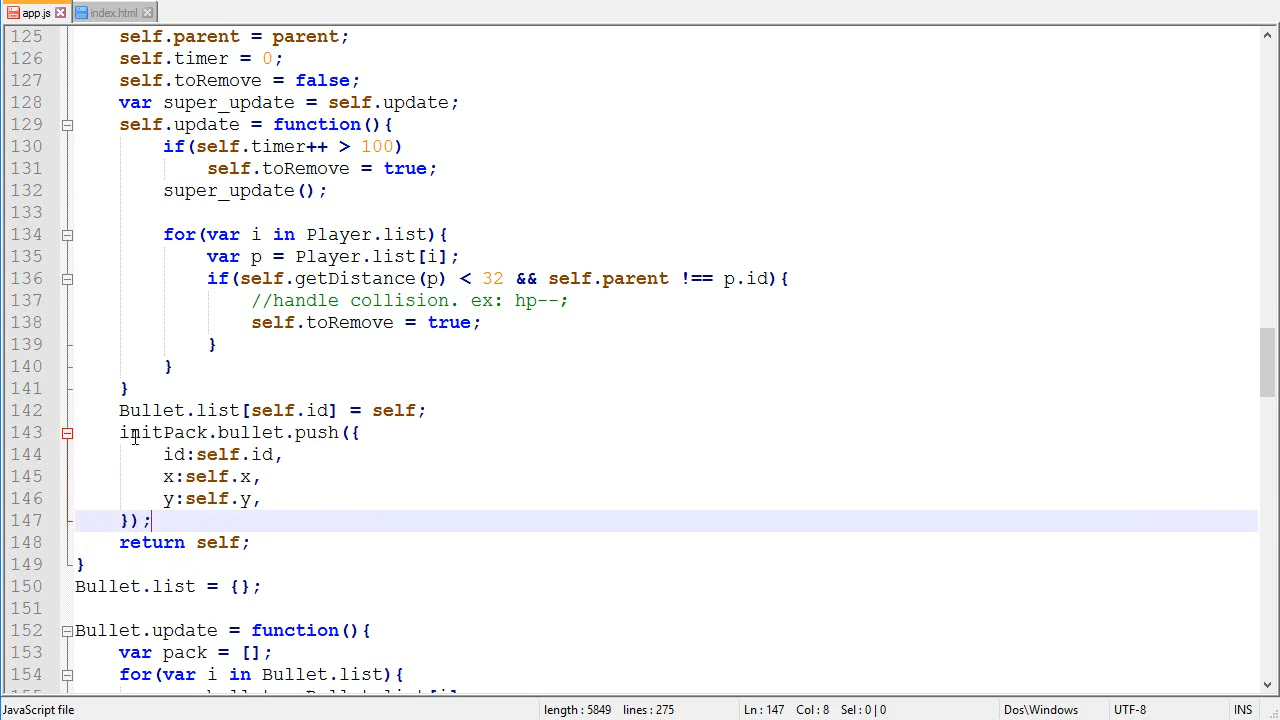 app.js index.html
125 self.parent = parent;
126 self.timer = 0;
127 self.toRemove = false;
128 var super_update = self.update;
129 self.update = function(){
130 if(self.timer++ > 100)
131 self.toRemove = true;
132 super_update();
133
134 for(var i in Player.list){
135 var p = Player.list[i];
136 if(self.getDistance(p) < 32 && self.parent !== p.id){
137 //handle collision. ex: hp--;
138 self.toRemove = true;
139 }
140 }
141 }
142 Bullet.list[self.id] = self;
143 initPack.bullet.push({
144 id:self.id,
145 x:self.x,
146 y:self.y,
147 });
148 return self;
149 }
150 Bullet.list = {};
151
152 Bullet.update = function(){
153 var pack = [];
154 for(var i in Bullet.list){
JavaScript file length : 5849 lines : 275 Ln : 147 Col : 8 Sel : 0 | 0 Dos\Windows UTF-8 INS